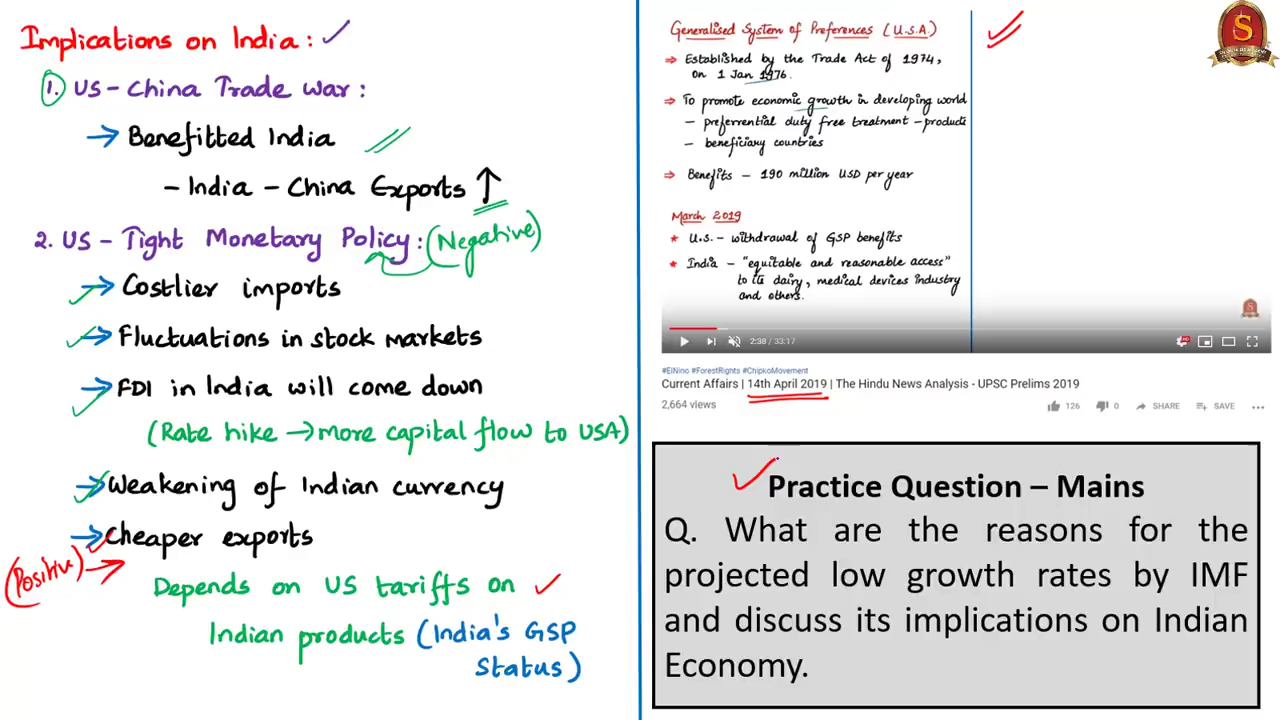 Implications on India:
1. US - China Trade war:
→ Benefitted India
- India - China Exports ↑
2. US - Tight Monetary Policy: (Negative)
→ Costlier imports
→ Fluctuations in stock markets
→ FDI in India will come down
(Rate hike → More capital flow to USA)
→ Weakening of Indian currency
→ Cheaper exports
(Positive) →
Depends on US tariffs on
Indian products (India's GSP
Status)
Generalised System of Preferences (U.S.A)
⇒ Established by the Trade Act of 1974,
on 1 Jan 1976.
⇒ To promote economic growth in developing world
- preferrential duty free treatment - products
- beneficiary countries
⇒ Benefits - 190 million USD per year
March 2019
* U.S. - withdrawal of GSP benefits
* India - "equitable and reasonable access"
to its dairy, medical devices industry
and others.
2:38 / 33:17
#ElNino #ForestRights #ChipkoMovement
Current Affairs | 14th April 2019 | The Hindu News Analysis - UPSC Prelims 2019
2,664 views
126 0 SHARE SAVE
Practice Question – Mains
Q. What are the reasons for the
projected low growth rates by IMF
and discuss its implications on Indian
Economy.
S